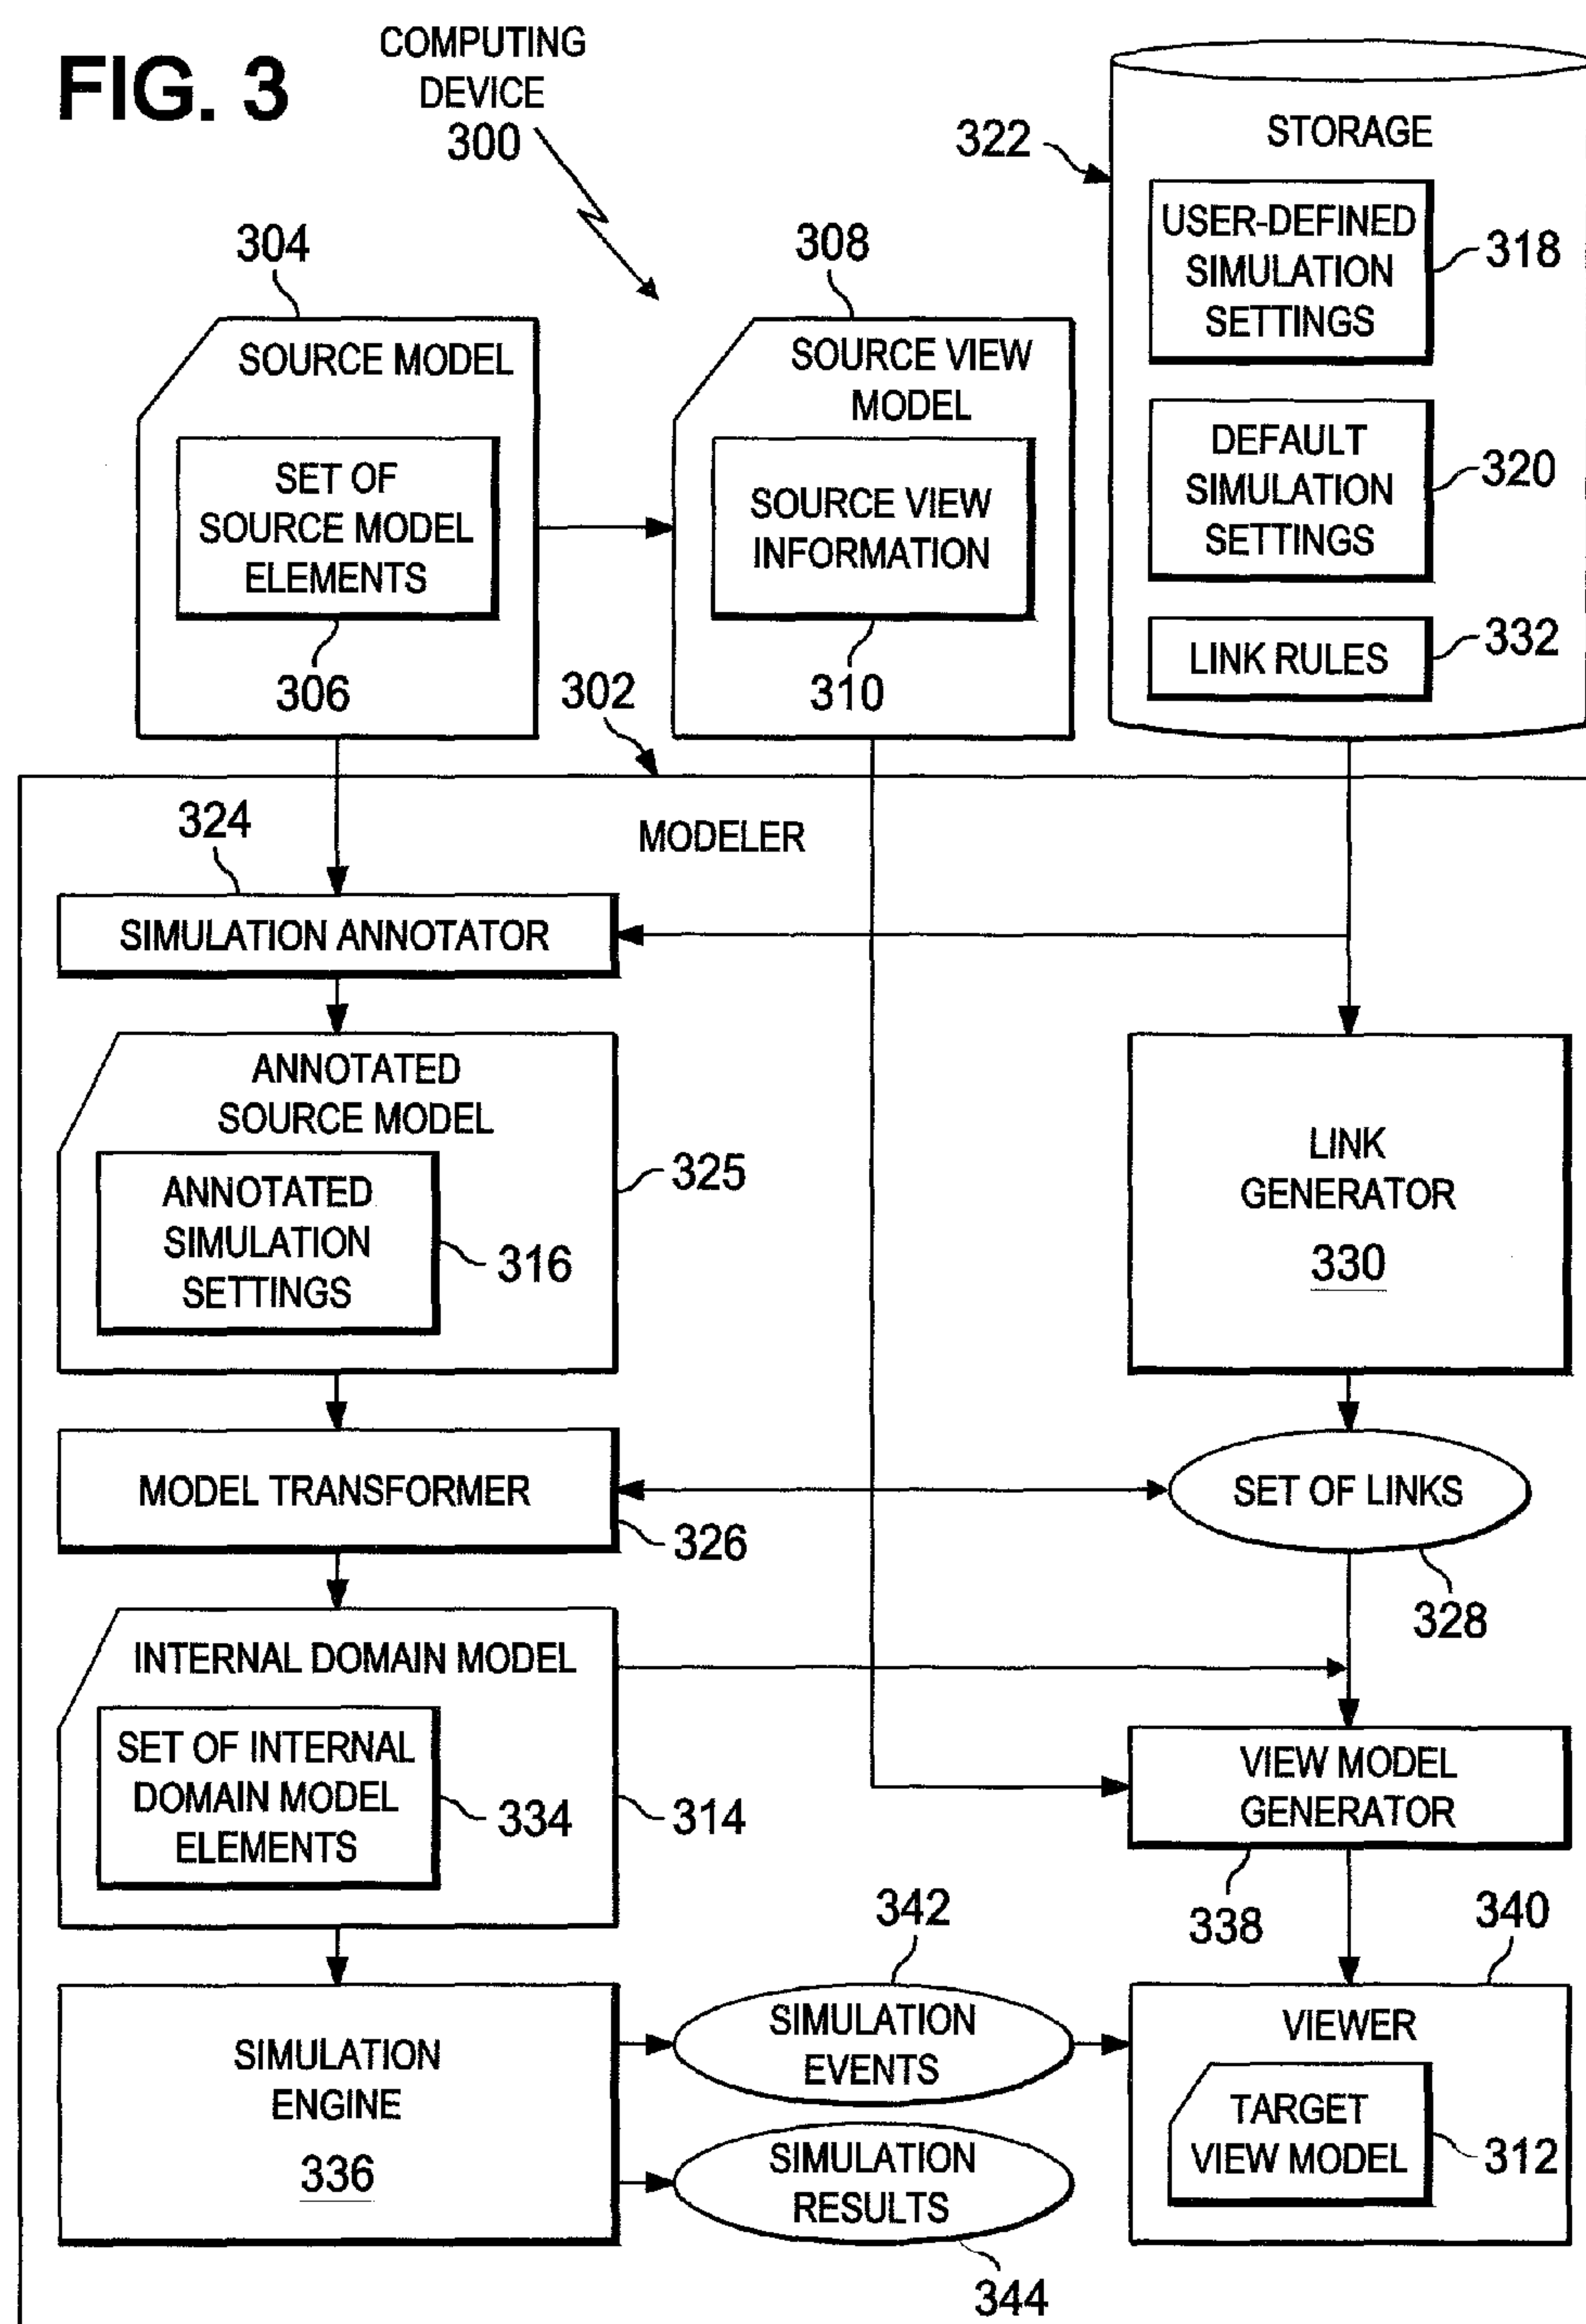 FIG. 3
COMPUTING
DEVICE
300
322
STORAGE
USER-DEFINED
SIMULATION
SETTINGS
318
DEFAULT
SIMULATION
SETTINGS
320
LINK RULES
332
304
SOURCE MODEL
SET OF
SOURCE MODEL
ELEMENTS
306
308
SOURCE VIEW
MODEL
SOURCE VIEW
INFORMATION
310
302
MODELER
324
SIMULATION ANNOTATOR
ANNOTATED
SOURCE MODEL
325
ANNOTATED
SIMULATION
SETTINGS
316
LINK
GENERATOR
330
MODEL TRANSFORMER
326
SET OF LINKS
328
INTERNAL DOMAIN MODEL
SET OF INTERNAL
DOMAIN MODEL
ELEMENTS
334
314
VIEW MODEL
GENERATOR
338
342
340
SIMULATION
ENGINE
336
SIMULATION
EVENTS
SIMULATION
RESULTS
344
VIEWER
TARGET
VIEW MODEL
312